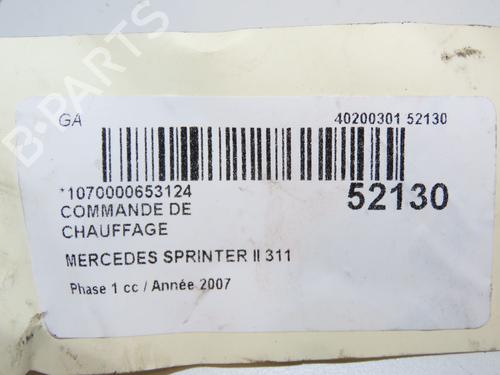 B-PARTS
GA
40200301 52130
*1070000653124
52130
COMMANDE DE
CHAUFFAGE
MERCEDES SPRINTER II 311
Phase 1 cc / Année 2007